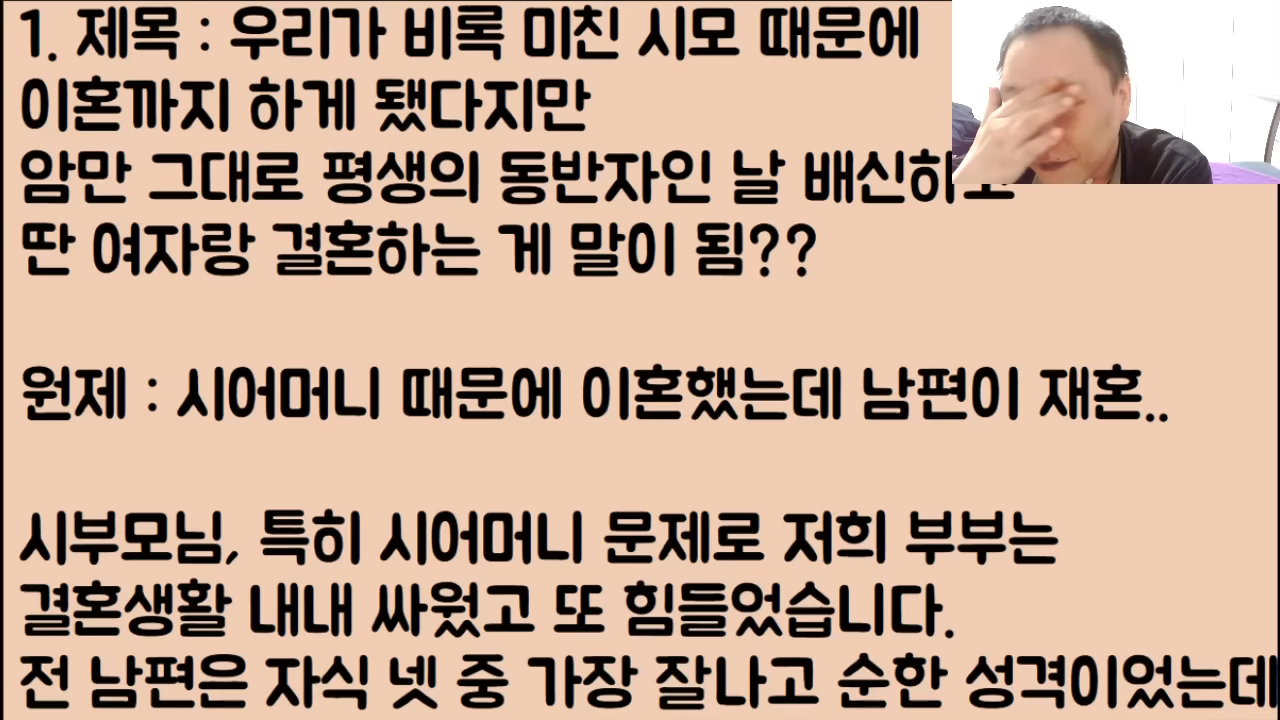 1. 제목 : 우리가 비록 미친 시모 때문에
이혼까지 하게 됐다지만
암만 그대로 평생의 동반자인 날 배신하고
딴 여자랑 결혼하는 게 말이 됨??
원제 : 시어머니 때문에 이혼했는데 남편이 재혼..
시부모님, 특히 시어머니 문제로 저희 부부는
결혼생활 내내 싸웠고 또 힘들었습니다.
전 남편은 자식 넷 중 가장 잘나고 순한 성격이었는데